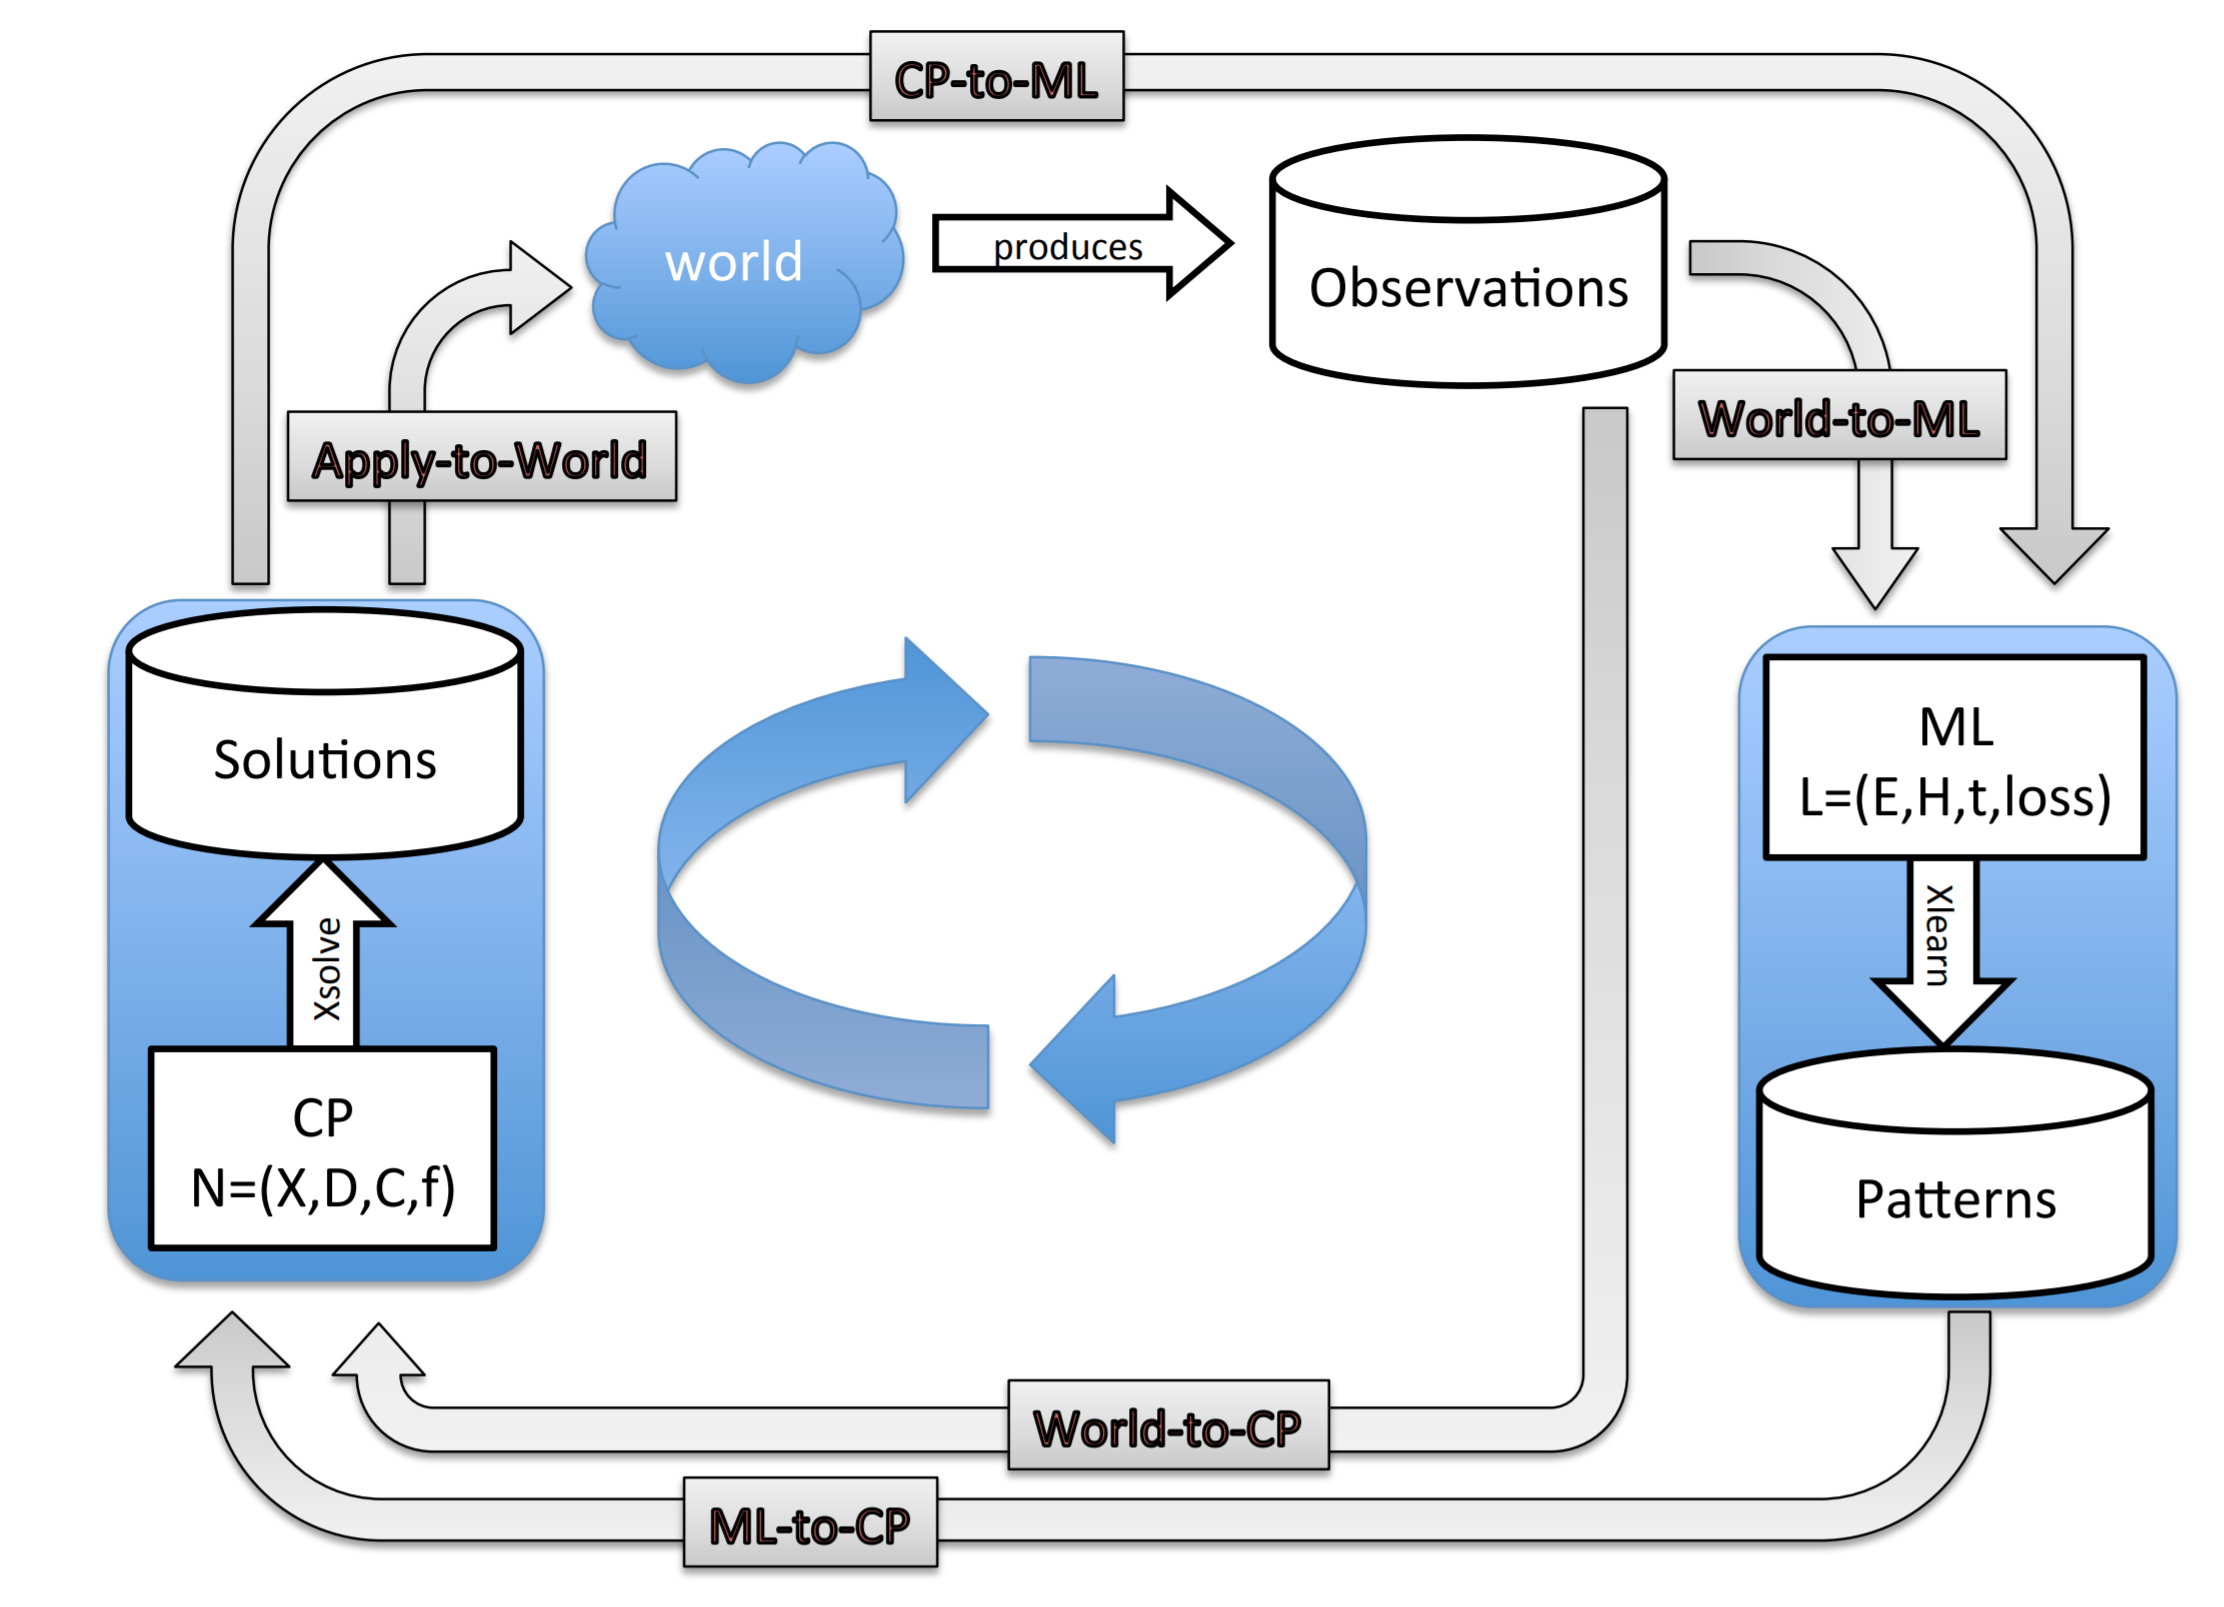 CP-to-ML
world
produces
Observations
World-to-ML
Apply-to-World
Solutions
Xsolve
CP
N=(X,D,C,f)
ML
L=(E,H,t,loss)
Xlearn
Patterns
World-to-CP
ML-to-CP